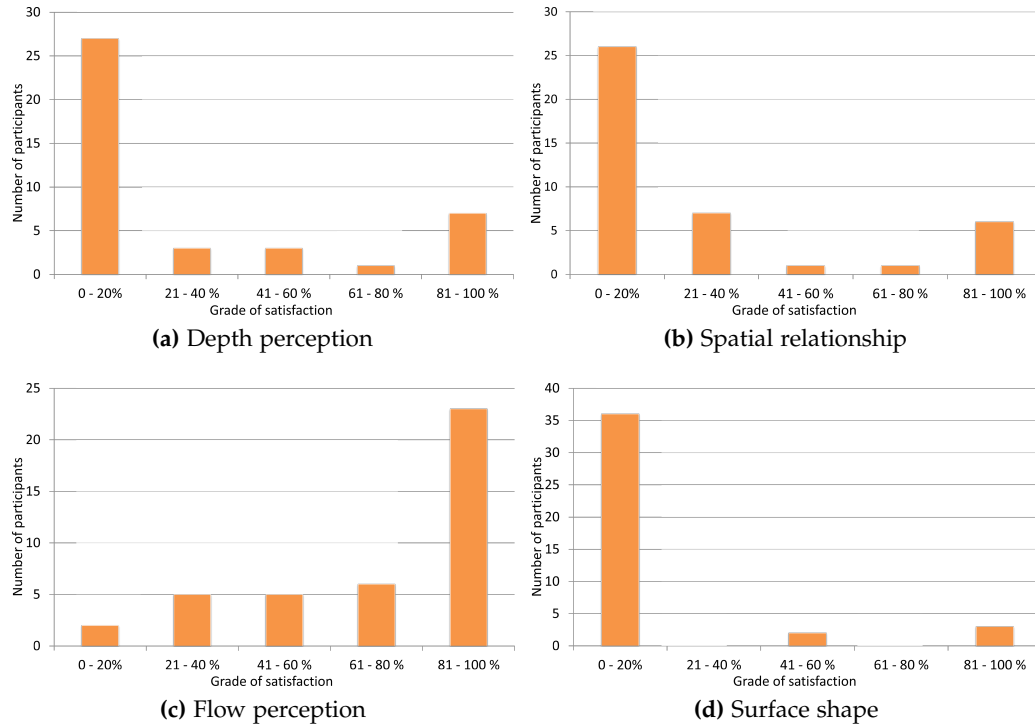 30
25
20
15
10
5
0
Number of participants
0 - 20% 21 - 40 % 41 - 60 % 61 - 80 % 81 - 100 %
Grade of satisfaction
(a) Depth perception
30
25
20
15
10
5
0
Number of participants
0 - 20% 21 - 40 % 41 - 60 % 61 - 80 % 81 - 100 %
Grade of satisfaction
(b) Spatial relationship
25
20
15
10
5
0
Number of participants
0 - 20% 21 - 40 % 41 - 60 % 61 - 80 % 81 - 100 %
Grade of satisfaction
(c) Flow perception
40
35
30
25
20
15
10
5
0
Number of participants
0 - 20% 21 - 40 % 41 - 60 % 61 - 80 % 81 - 100 %
Grade of satisfaction
(d) Surface shape